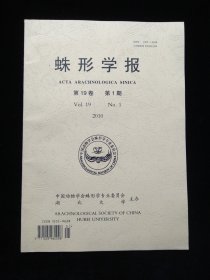 蛛形学报
ACTA ARACHNOLOGICA SINICA
第19卷 第1期
Vol. 19 No. 1
2010
中国动物学会蛛形学专业委员会
湖北大学 主办
ARACHNOLOGICAL SOCIETY OF CHINA
HUBEI UNIVERSITY